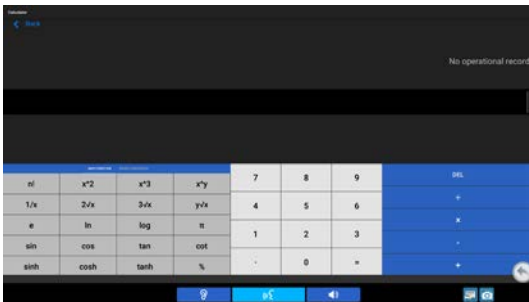 Calculator
Back
No operational record
DEL
n! x^2 x^3 x^y 7 8 9
÷
1/x 2√x 3√x y√x 4 5 6
×
e ln log π 1 2 3
-
sin cos tan cot
sinh cosh tanh % . 0 = +